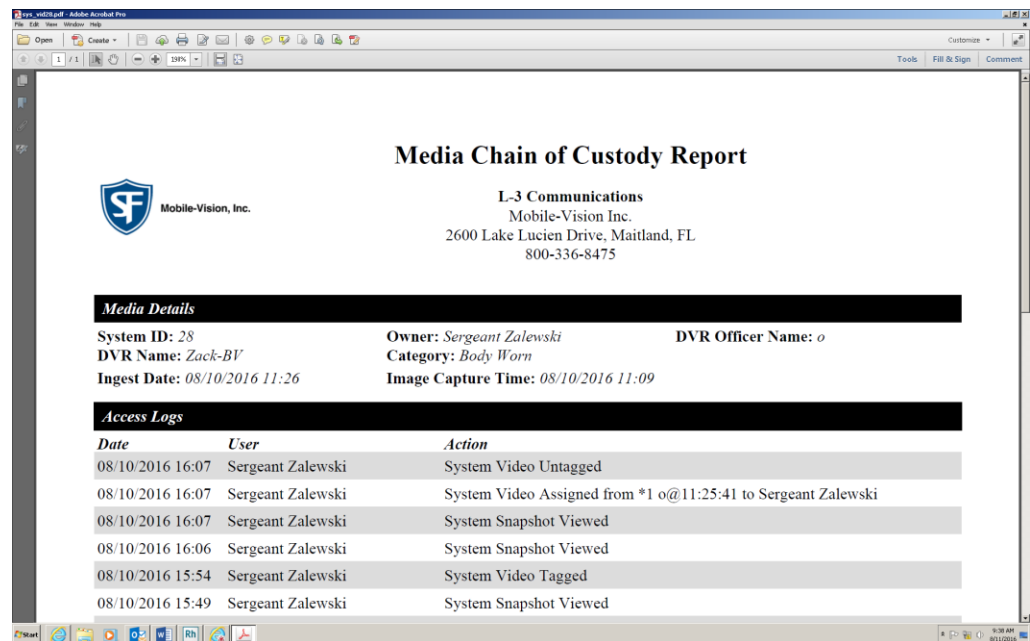 sys_vid28.pdf - Adobe Acrobat Pro
File Edit View Window Help
Open Create Customize
1 / 1 198% Tools Fill & Sign Comment
Media Chain of Custody Report
SF Mobile-Vision, Inc.
L-3 Communications
Mobile-Vision Inc.
2600 Lake Lucien Drive, Maitland, FL
800-336-8475
Media Details
System ID: 28 Owner: Sergeant Zalewski DVR Officer Name: o
DVR Name: Zack-BV Category: Body Worn
Ingest Date: 08/10/2016 11:26 Image Capture Time: 08/10/2016 11:09
Access Logs
Date User Action
08/10/2016 16:07 Sergeant Zalewski System Video Untagged
08/10/2016 16:07 Sergeant Zalewski System Video Assigned from *1 o@11:25:41 to Sergeant Zalewski
08/10/2016 16:07 Sergeant Zalewski System Snapshot Viewed
08/10/2016 16:06 Sergeant Zalewski System Snapshot Viewed
08/10/2016 15:54 Sergeant Zalewski System Video Tagged
08/10/2016 15:49 Sergeant Zalewski System Snapshot Viewed
Start Rh 9:38 AM
8/11/2016